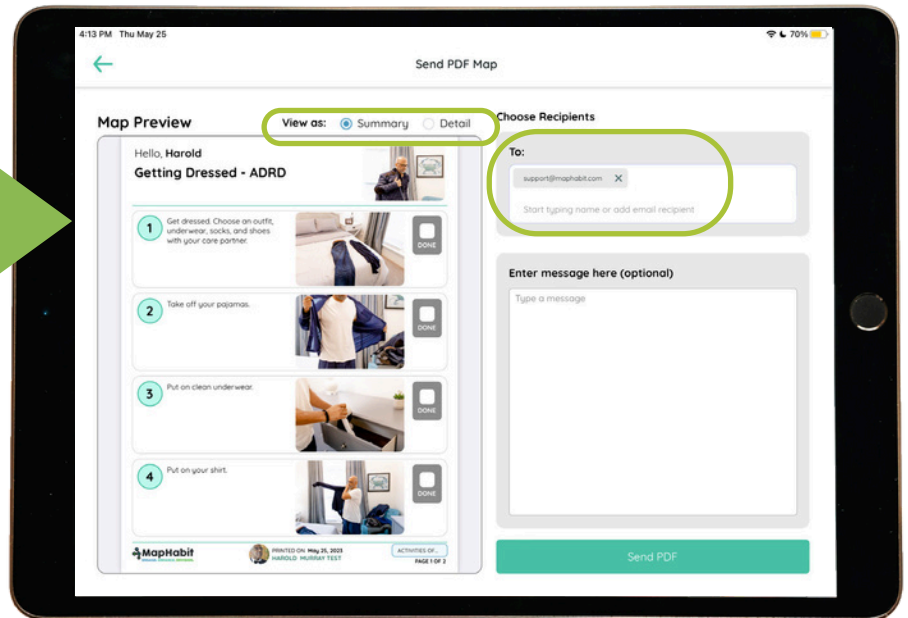 4:13 PM Thu May 25
70%
Send PDF Map
Map Preview
View as: Summary Detail
Hello, Harold
Getting Dressed - ADRD
1
Get dressed. Choose an outfit,
underwear, socks, and shoes
with your care partner.
DONE
2
Take off your pajamas.
DONE
3
Put on clean underwear.
DONE
4
Put on your shirt.
DONE
MapHabit
PRINTED ON May 25, 2023
HAROLD MURRAY TEST
ACTIVITIES OF...
PAGE 1 OF 2
Choose Recipients
To:
support@maphabit.com X
Start typing name or add email recipient
Enter message here (optional)
Type a message
Send PDF